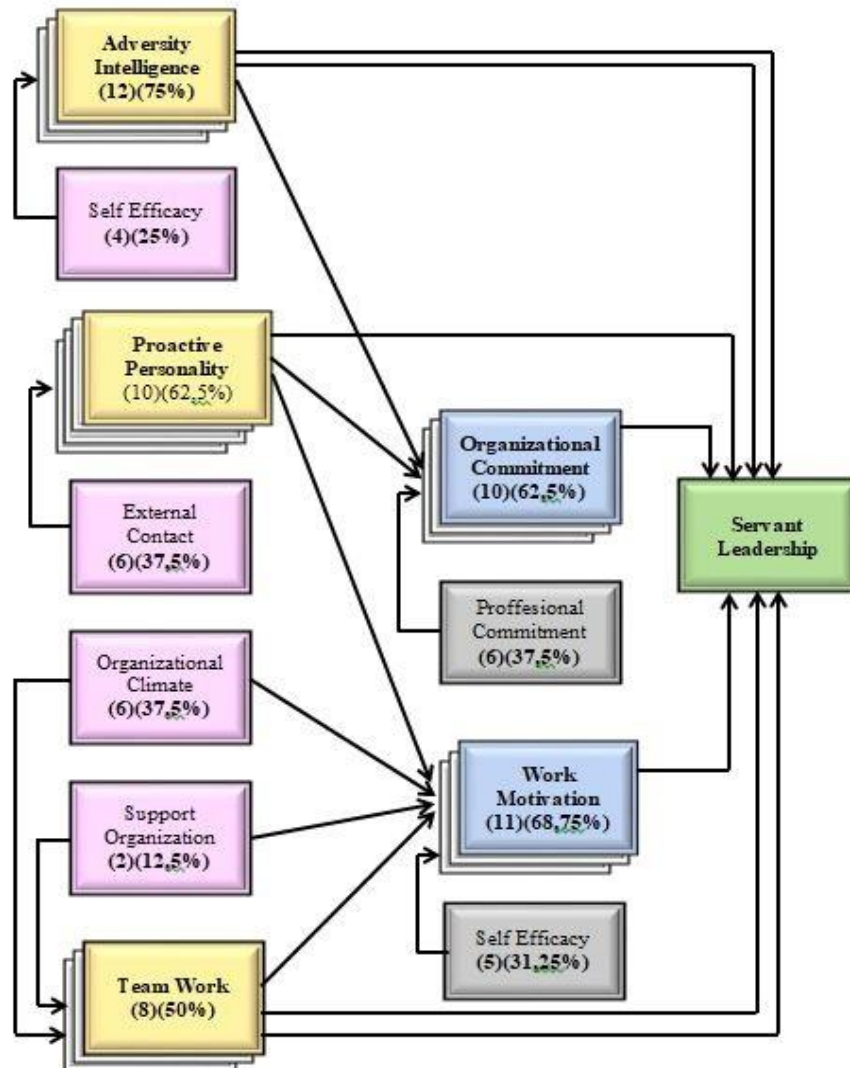 Adversity
Intelligence
(12)(75%)
Self Efficacy
(4)(25%)
Proactive
Personality
(10)(62,5%)
External
Contact
(6)(37,5%)
Organizational
Climate
(6)(37,5%)
Support
Organization
(2)(12,5%)
Team Work
(8)(50%)
Organizational
Commitment
(10)(62,5%)
Proffesional
Commitment
(6)(37,5%)
Work
Motivation
(11)(68,75%)
Self Efficacy
(5)(31,25%)
Servant
Leadership